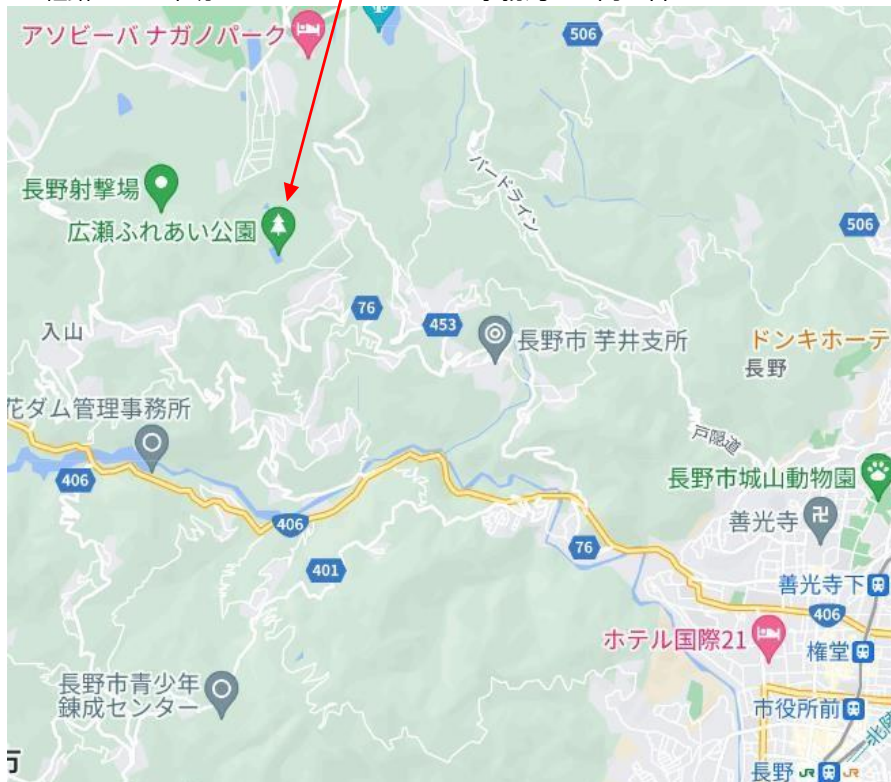 アソビーバ ナガノパーク
506
長野射撃場
バードライン
広瀬ふれあい公園
506
76
453
入山
長野市 芋井支所
ドンキホーテ
長野
花ダム管理事務所
戸隠道
406
長野市城山動物園
善光寺
406
76
401
善光寺下
406
ホテル国際21
権堂
長野市青少年
錬成センター
市役所前
北陸
長野 JR JR